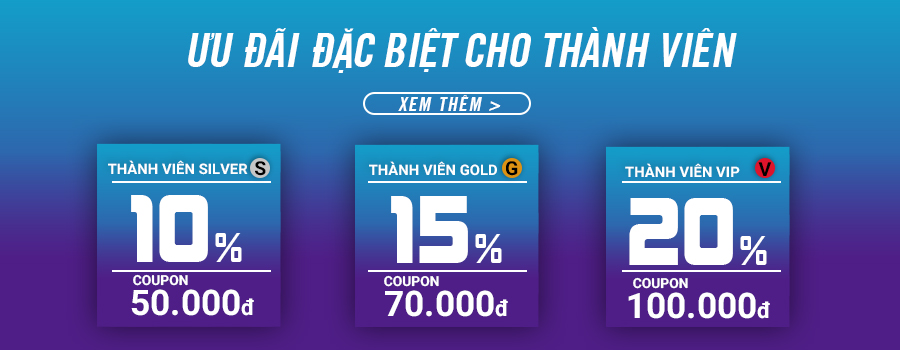 ƯU ĐÃI ĐẶC BIỆT CHO THÀNH VIÊN
XEM THÊM >
THÀNH VIÊN SILVER S
10%
COUPON
50.000đ
THÀNH VIÊN GOLD G
15%
COUPON
70.000đ
THÀNH VIÊN VIP V
20%
COUPON
100.000đ